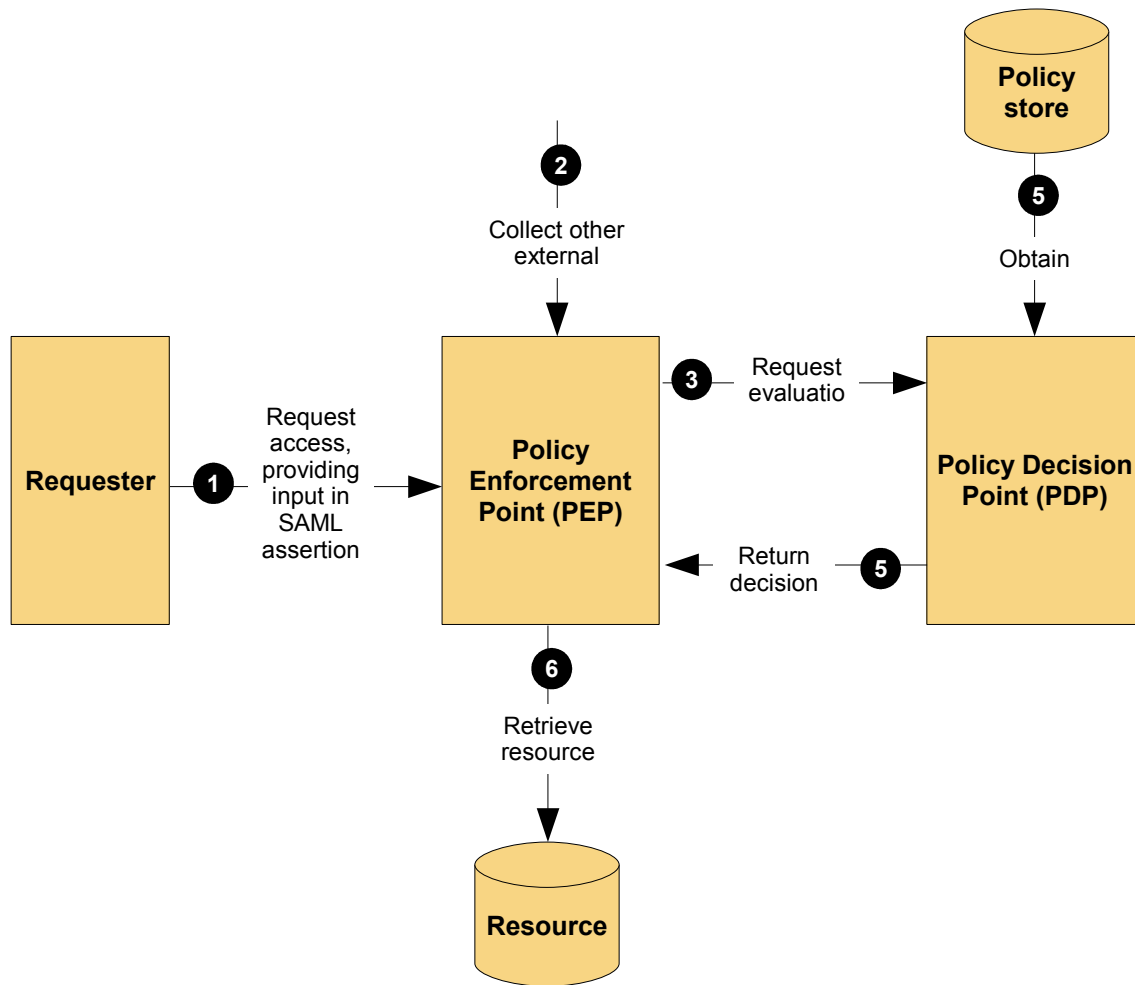 Policy
store
5
Obtain
2
Collect other
external
Requester
1
Request
access,
providing
input in
SAML
assertion
Policy
Enforcement
Point (PEP)
3
Request
evaluatio
Policy Decision
Point (PDP)
Return
decision
5
6
Retrieve
resource
Resource